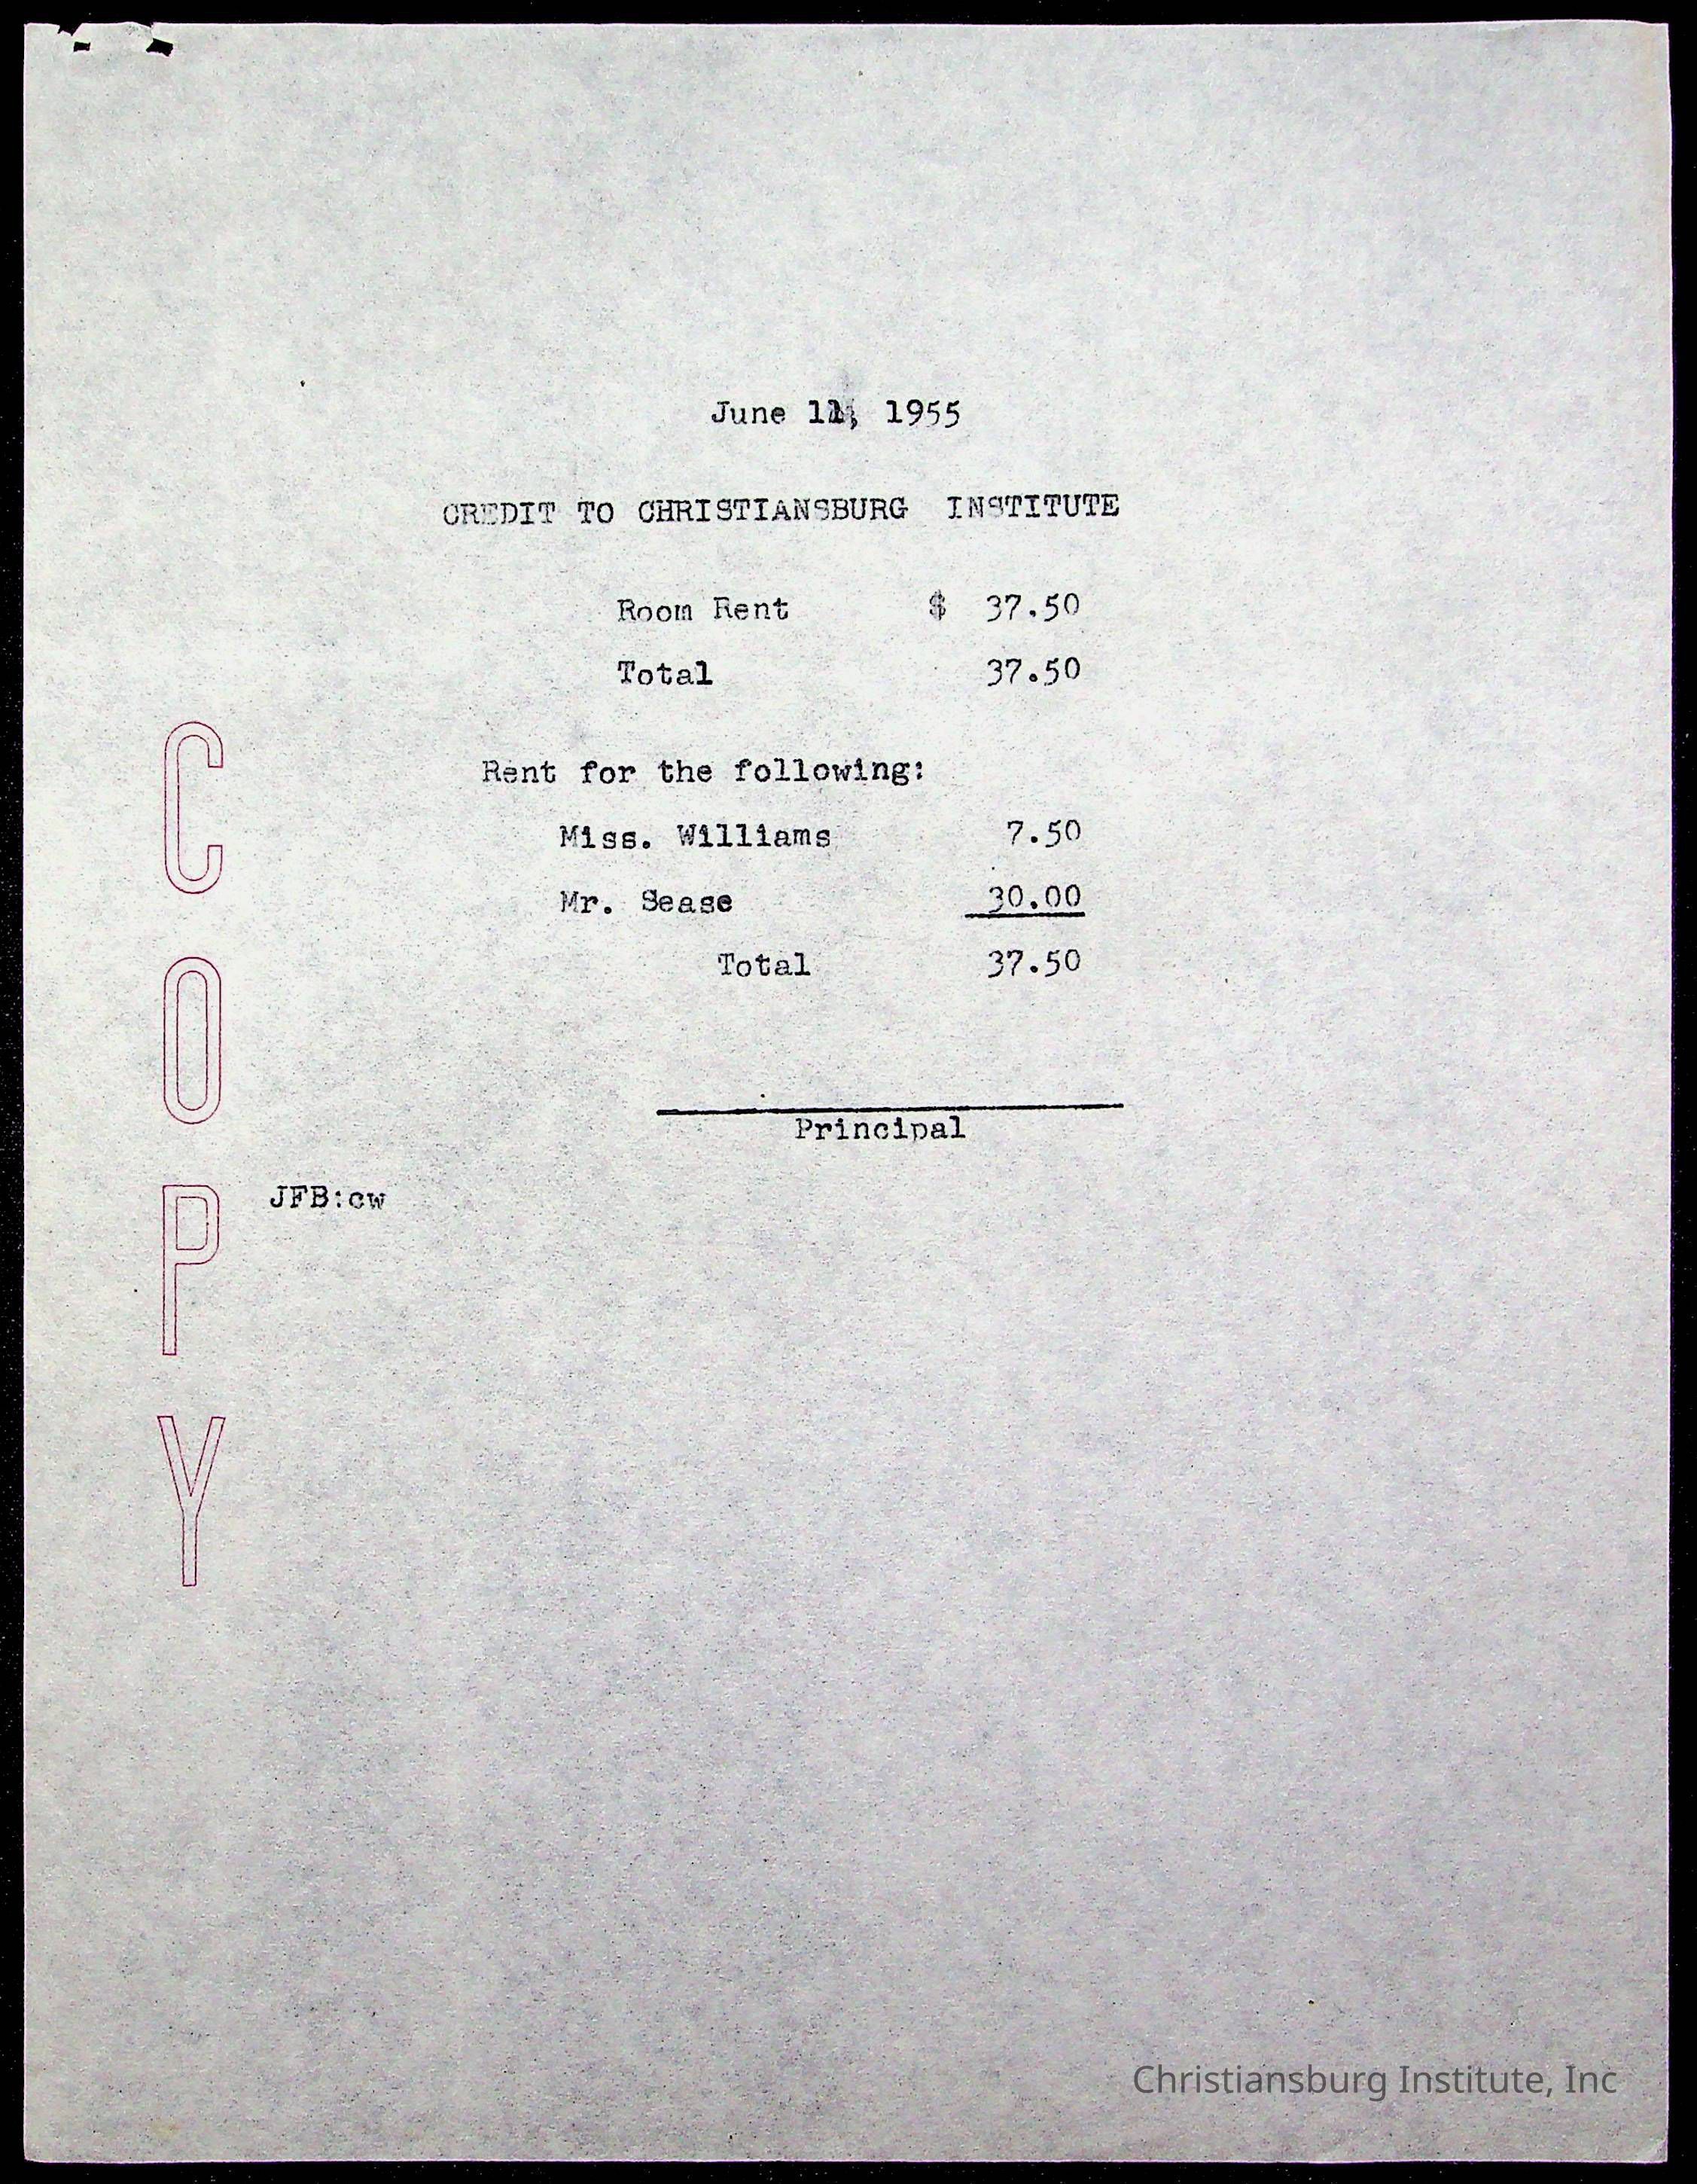 June 11, 1955
CREDIT TO CHRISTIANSBURG INSTITUTE
Room Rent $ 37.50
Total 37.50
Rent for the following:
Miss. Williams 7.50
Mr. Sease 30.00
Total 37.50
Principal
JFB:cw
COPY
Christiansburg Institute, Inc